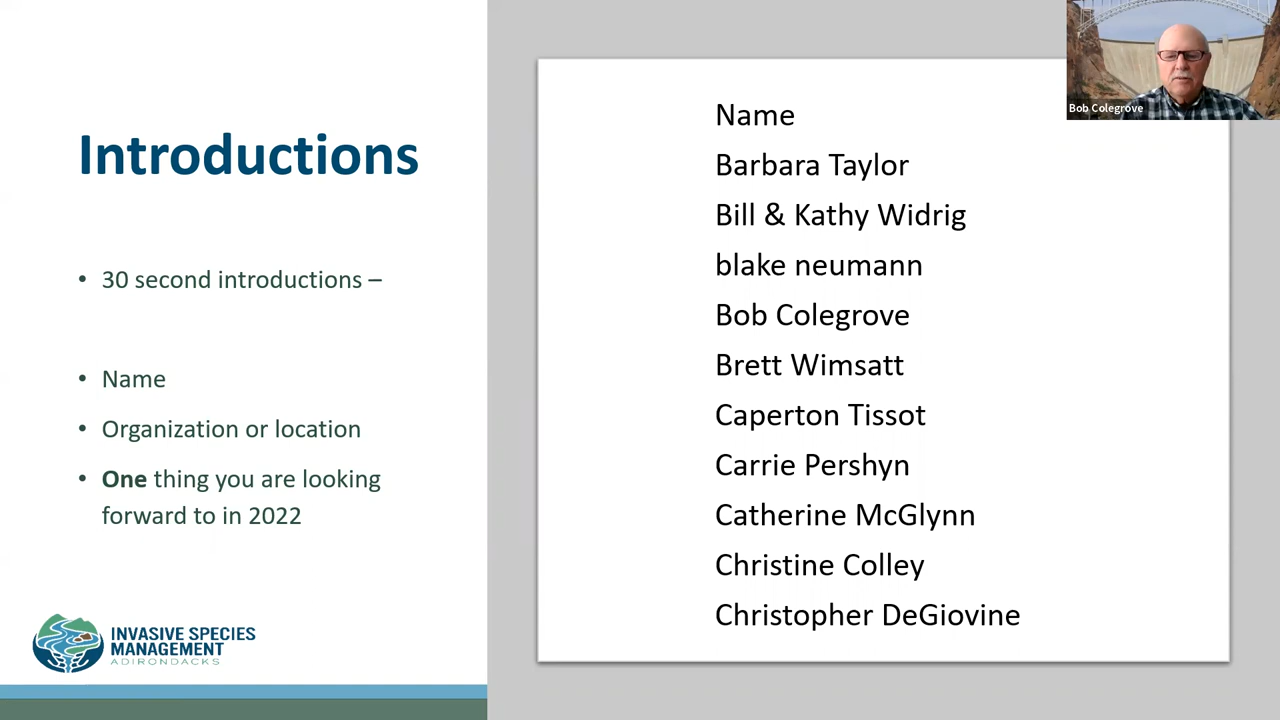 Introductions
• 30 second introductions –
• Name
• Organization or location
• One thing you are looking
forward to in 2022
INVASIVE SPECIES
MANAGEMENT
ADIRONDACKS
Name
Barbara Taylor
Bill & Kathy Widrig
blake neumann
Bob Colegrove
Brett Wimsatt
Caperton Tissot
Carrie Pershyn
Catherine McGlynn
Christine Colley
Christopher DeGiovine
Bob Colegrove